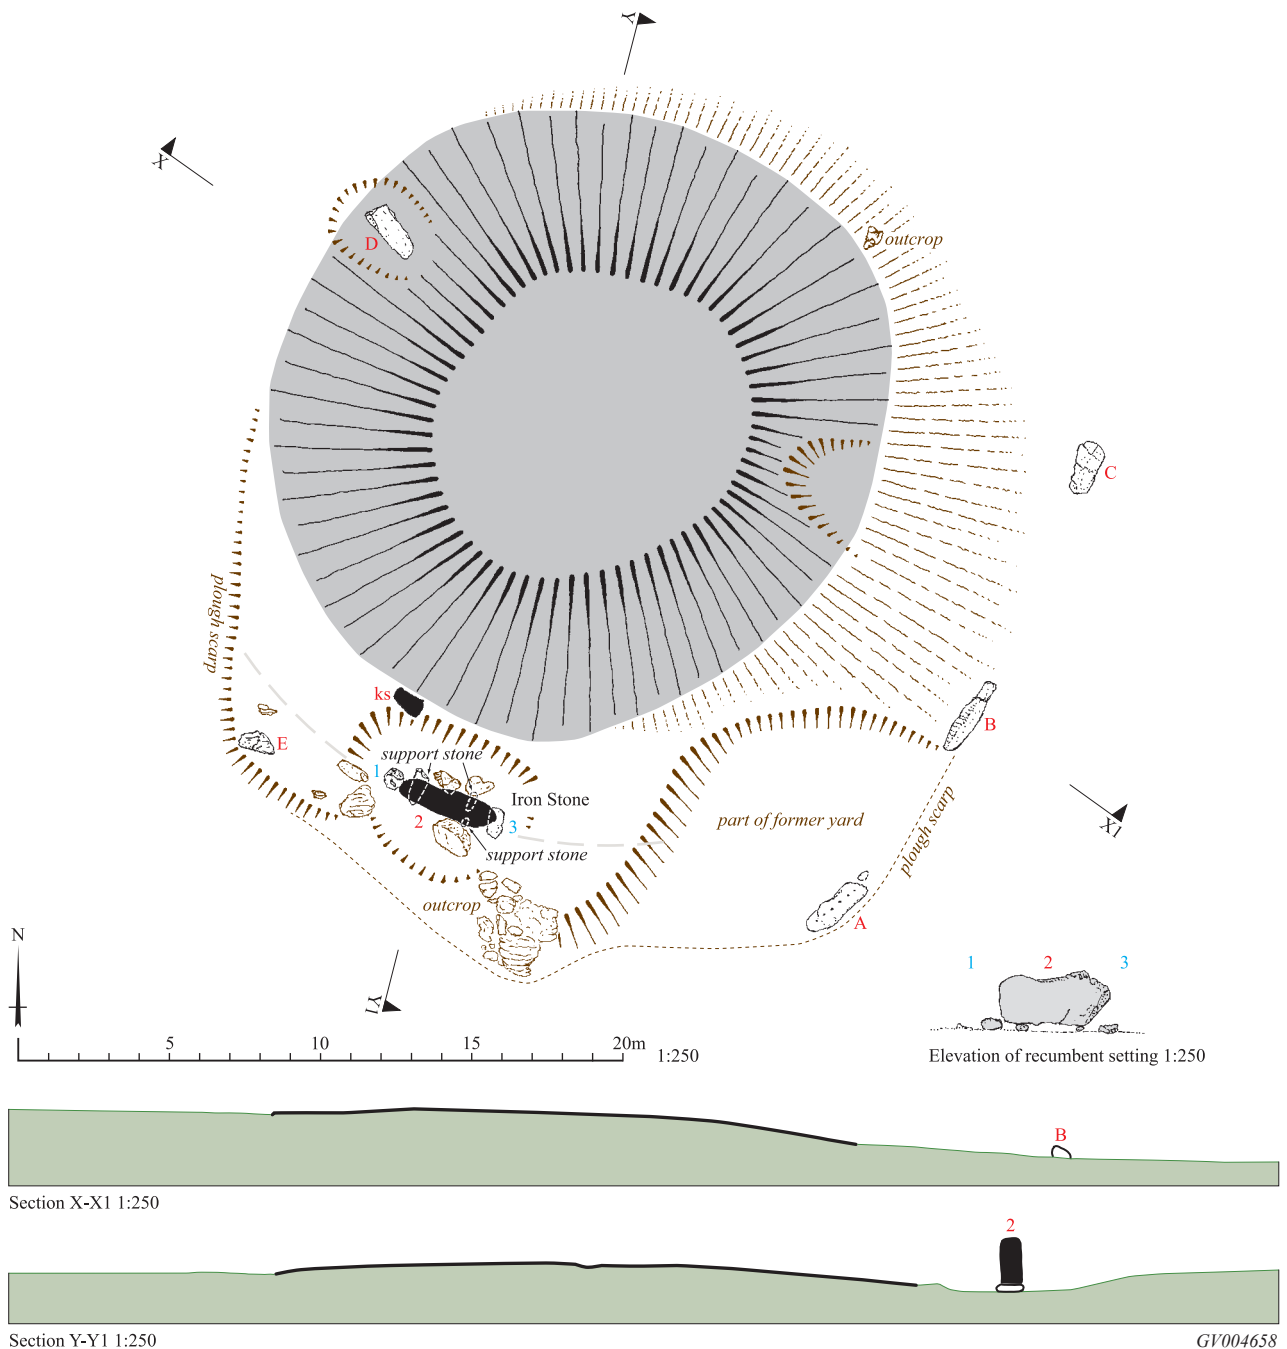 Y
X
D
outcrop
C
plough scarp
ks
B
E
support stone
1
Iron Stone
2
3
part of former yard
X1
support stone
plough scarp
outcrop
A
N
Y1
1 2 3
5 10 15 20m 1:250
Elevation of recumbent setting 1:250
B
Section X-X1 1:250
2
Section Y-Y1 1:250
GV004658